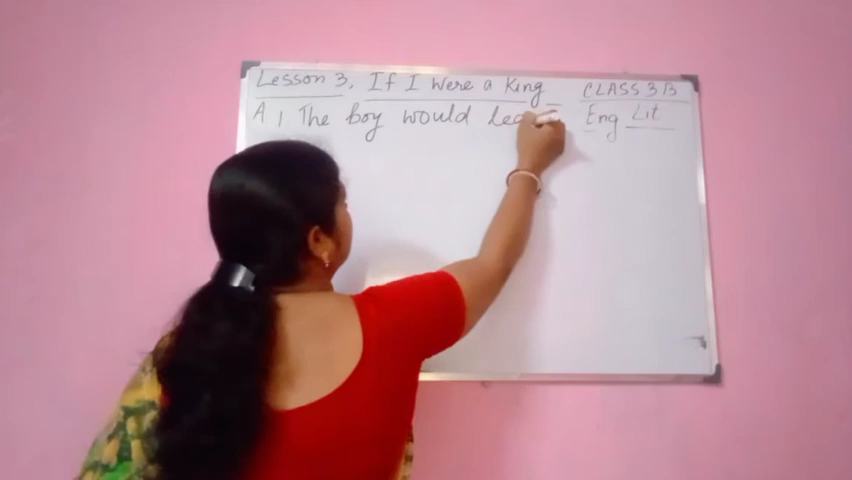 Lesson 3. If I Were a King
CLASS 3 B
A 1 The boy would
Eng Lit